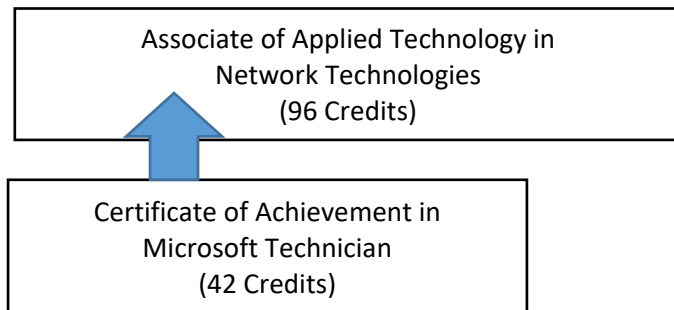 Associate of Applied Technology in
Network Technologies
(96 Credits)
Certificate of Achievement in
Microsoft Technician
(42 Credits)